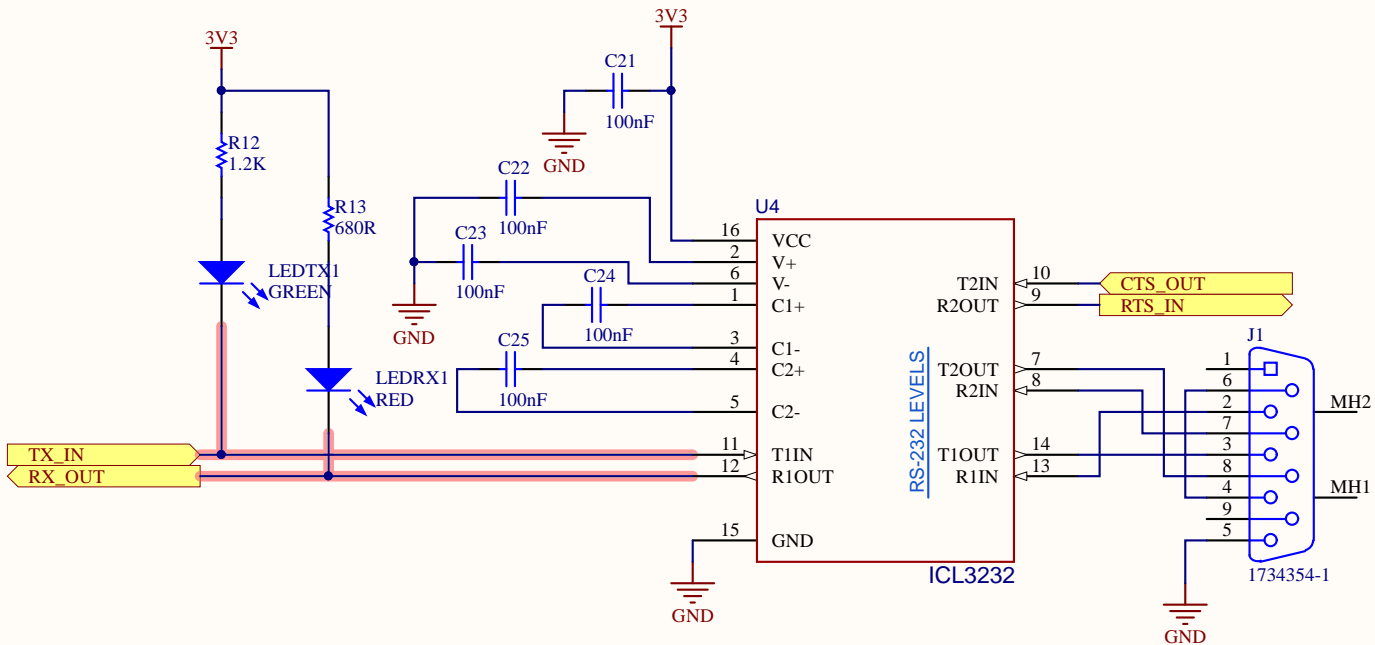 3V3
3V3
C21
100nF
GND
R12
1.2K
C22
100nF
R13
680R
U4
C23
100nF
GND
LEDTX1
GREEN
C24
100nF
C25
100nF
LEDRX1
RED
16 VCC
2 V+
6 V-
1 C1+
3 C1-
4 C2+
5 C2-
11 T1IN
12 R1OUT
15 GND
T2IN 10
R2OUT 9
T2OUT 7
R2IN 8
T1OUT 14
R1IN 13
RS-232 LEVELS
ICL3232
CTS_OUT
RTS_IN
TX_IN
RX_OUT
J1
1
6
2
7
3
8
4
9
5
MH2
MH1
1734354-1
GND
GND